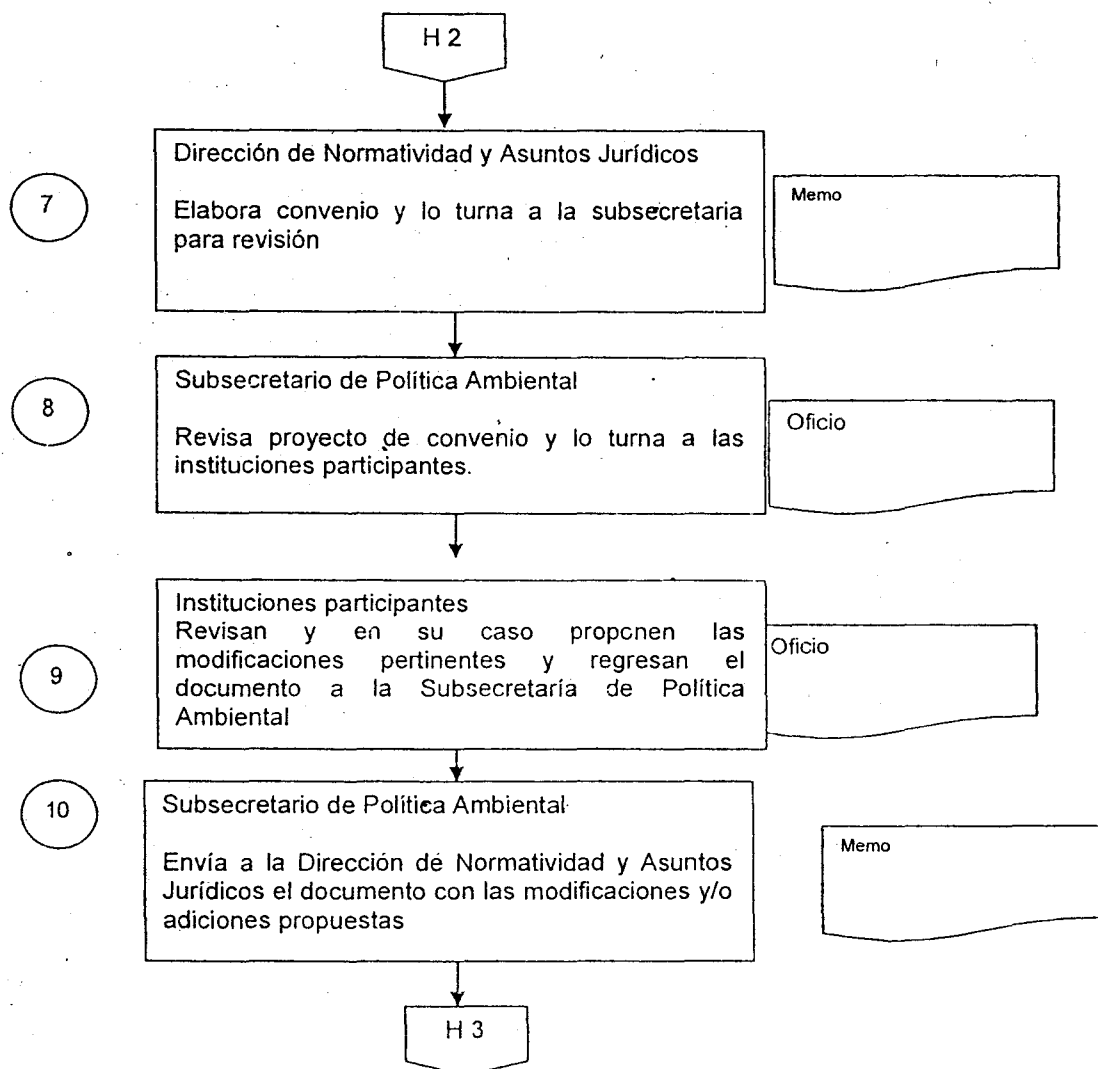 H 2
Dirección de Normatividad y Asuntos Jurídicos
7
Memo
Elabora convenio y lo turna a la subsecretaria
para revisión
Subsecretario de Política Ambiental
8
Oficio
Revisa proyecto de convenio y lo turna a las
instituciones participantes.
Instituciones participantes
Revisan y en su caso proponen las
Oficio
modificaciones pertinentes y regresan el
9
documento a la Subsecretaría de Política
Ambiental
10
Subsecretario de Política Ambiental
Memo
Envía a la Dirección de Normatividad y Asuntos
Jurídicos el documento con las modificaciones y/o
adiciones propuestas
H 3